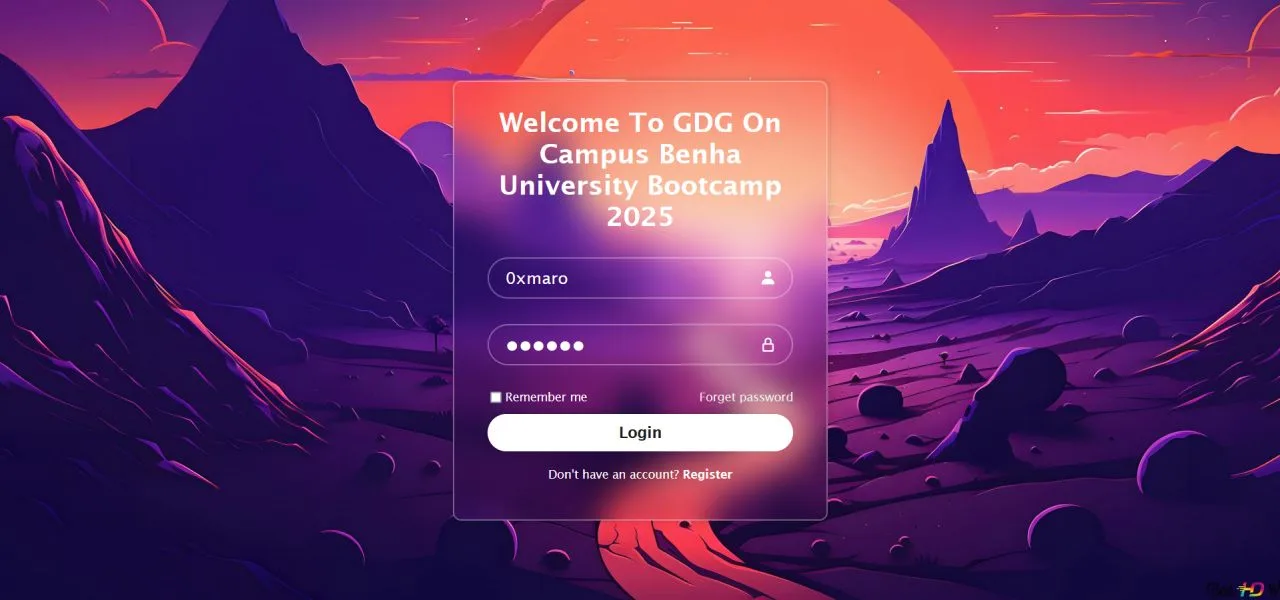 Welcome To GDG On
Campus Benha
University Bootcamp
2025
0xmaro
●●●●●●
Remember me
Forget password
Login
Don't have an account? Register
HD